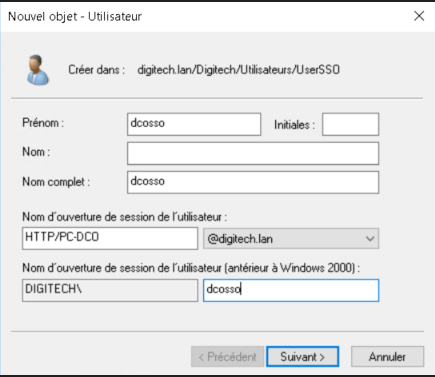 Nouvel objet - Utilisateur
Créer dans : digitech.lan/Digitech/Utilisateurs/UserSSO
Prénom : dcosso Initiales :
Nom :
Nom complet : dcosso
Nom d'ouverture de session de l'utilisateur :
HTTP/PC-DCO @digitech.lan
Nom d'ouverture de session de l'utilisateur (antérieur à Windows 2000) :
DIGITECH\ dcosso
< Précédent Suivant > Annuler